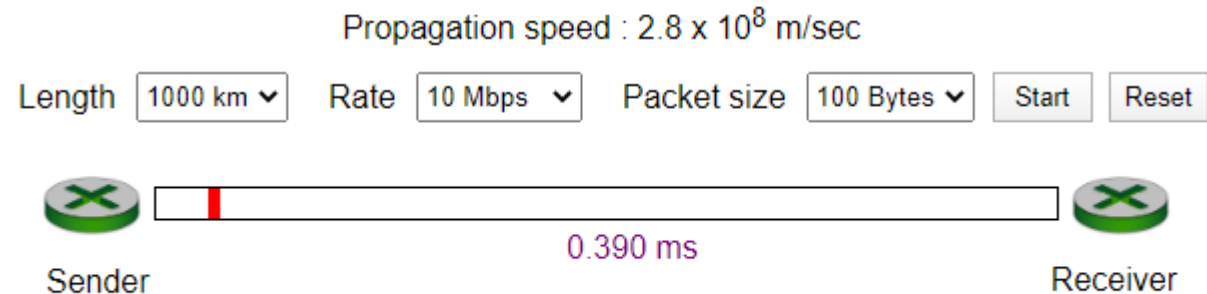 Propagation speed : 2.8 x 10⁸ m/sec
Length 1000 km Rate 10 Mbps Packet size 100 Bytes Start Reset
0.390 ms
Sender Receiver